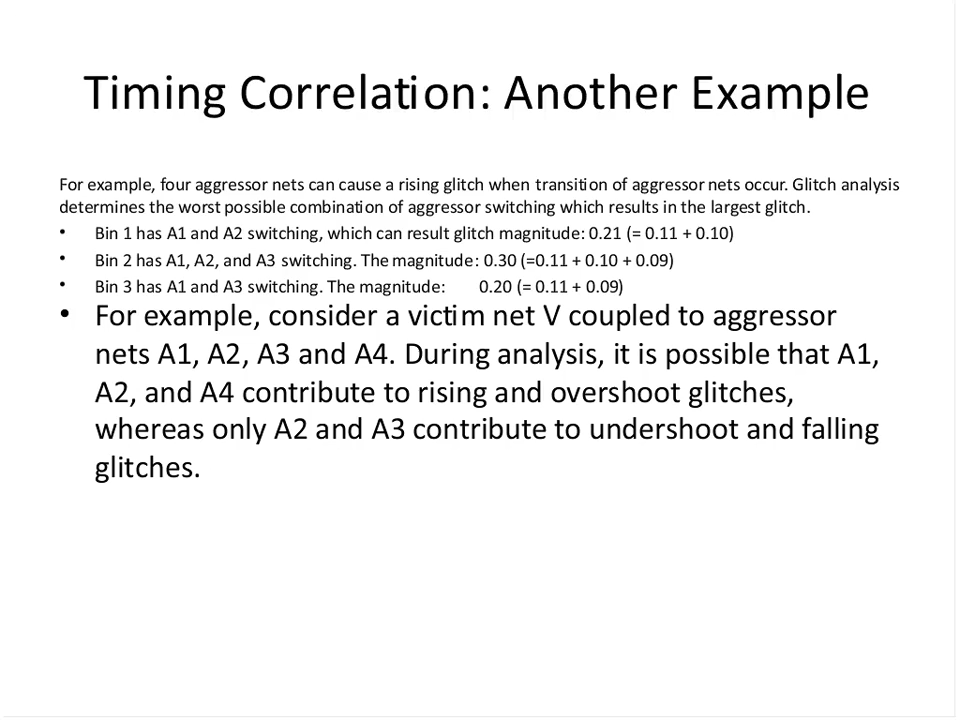 Timing Correlation: Another Example
For example, four aggressor nets can cause a rising glitch when transition of aggressor nets occur. Glitch analysis
determines the worst possible combination of aggressor switching which results in the largest glitch.
• Bin 1 has A1 and A2 switching, which can result glitch magnitude: 0.21 (= 0.11 + 0.10)
• Bin 2 has A1, A2, and A3 switching. The magnitude: 0.30 (=0.11 + 0.10 + 0.09)
• Bin 3 has A1 and A3 switching. The magnitude: 0.20 (= 0.11 + 0.09)
• For example, consider a victim net V coupled to aggressor
nets A1, A2, A3 and A4. During analysis, it is possible that A1,
A2, and A4 contribute to rising and overshoot glitches,
whereas only A2 and A3 contribute to undershoot and falling
glitches.